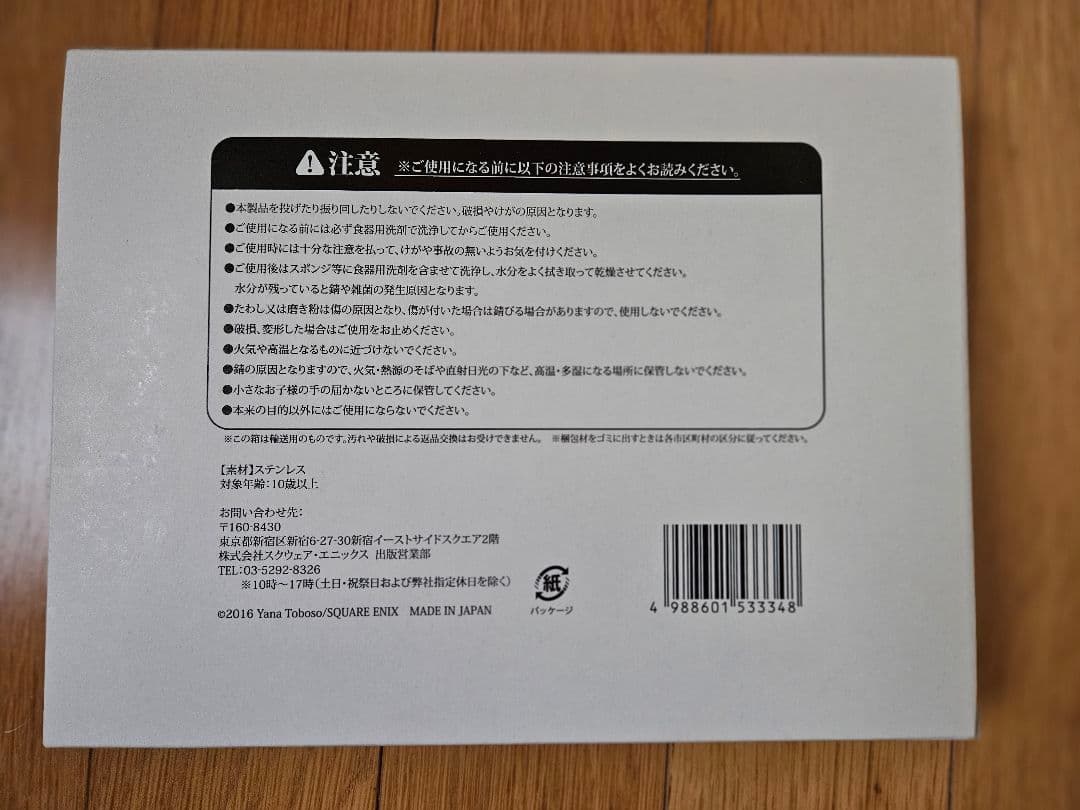 注意 ※ご使用になる前に以下の注意事項をよくお読みください。
●本製品を投げたり振り回したりしないでください。破損やけがの原因となります。
●ご使用になる前には必ず食器用洗剤で洗浄してからご使用ください。
●ご使用時には十分な注意を払って、けがや事故の無いようお気を付けください。
●ご使用後はスポンジ等に食器用洗剤を含ませて洗浄し、水分をよく拭き取って乾燥させてください。
水分が残っていると錆や雑菌の発生原因となります。
●たわし又は磨き粉は傷の原因となり、傷が付いた場合は錆びる場合がありますので、使用しないでください。
●破損、変形した場合はご使用をお止めください。
●火気や高温となるものに近づけないでください。
●錆の原因となりますので、火気・熱源のそばや直射日光の下など、高温・多湿になる場所に保管しないでください。
●小さなお子様の手の届かないところに保管してください。
●本来の目的以外にはご使用にならないでください。
※この箱は輸送用のものです。汚れや破損による返品交換はお受けできません。 ※梱包材をゴミに出すときは各市区町村の区分に従ってください。
【素材】ステンレス
対象年齢：10歳以上
お問い合わせ先：
〒160-8430
東京都新宿区新宿6-27-30新宿イーストサイドスクエア2階
株式会社スクウェア・エニックス 出版営業部
TEL：03-5292-8326
※10時〜17時（土日・祝祭日および弊社指定休日を除く）
©2016 Yana Toboso/SQUARE ENIX MADE IN JAPAN
紙
パッケージ
4 988601 533348